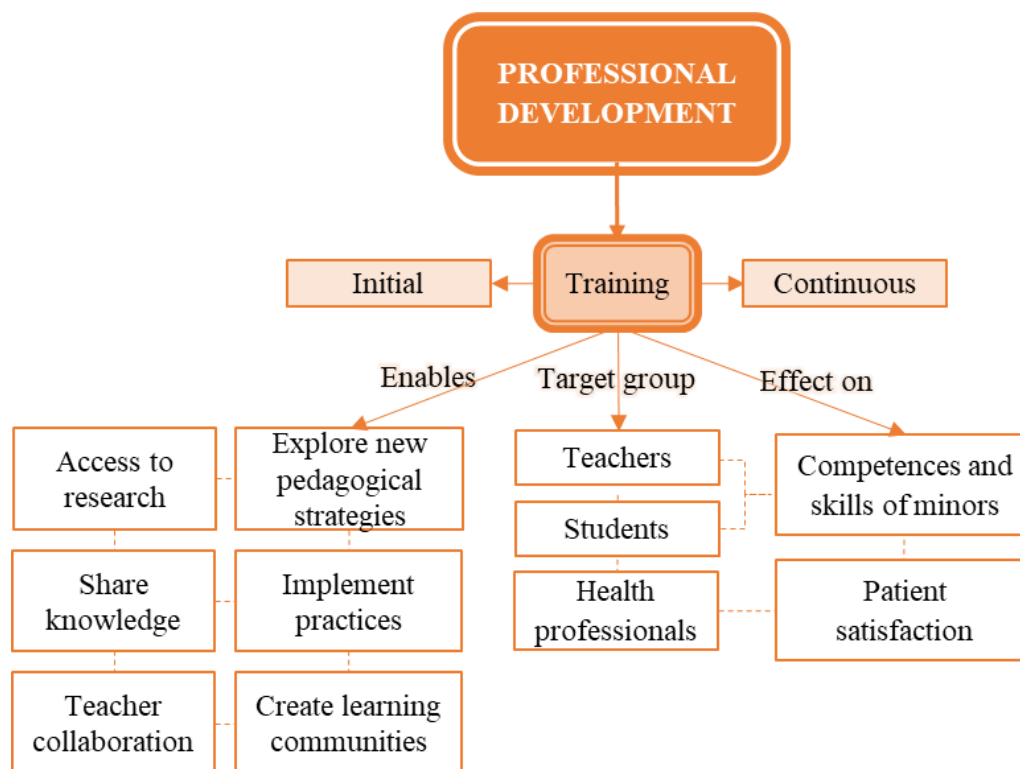 PROFESSIONAL
DEVELOPMENT
Initial
Training
Continuous
Enables
Target group
Effect on
Access to
research
Explore new
pedagogical
strategies
Share
knowledge
Implement
practices
Teacher
collaboration
Create learning
communities
Teachers
Students
Health
professionals
Competences and
skills of minors
Patient
satisfaction